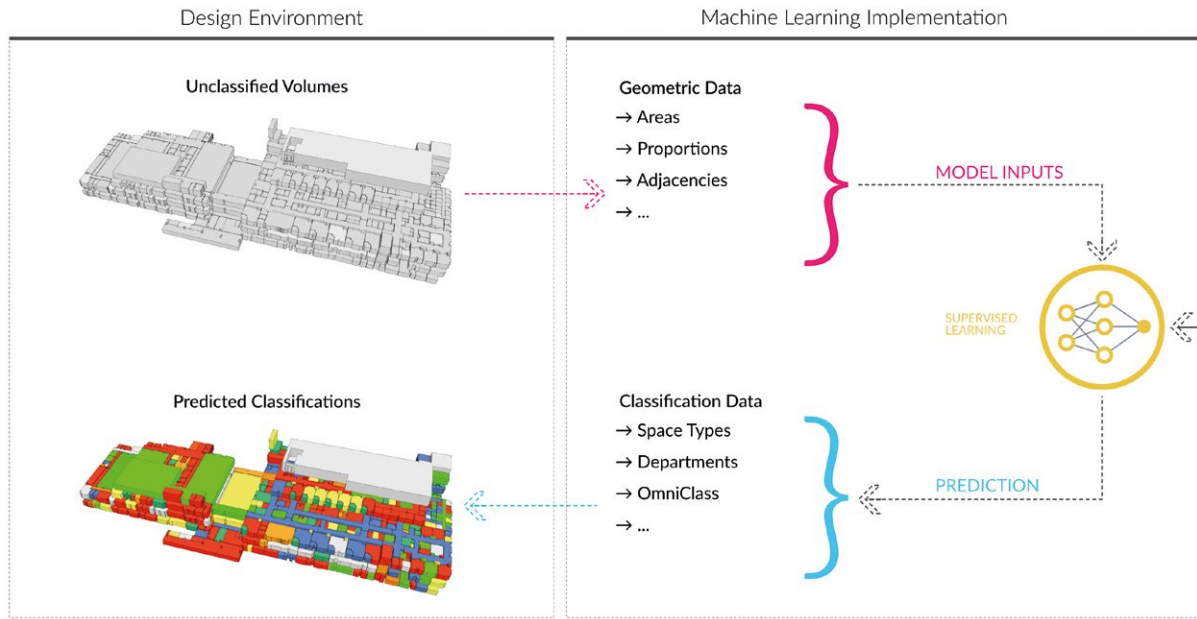 Design Environment
Machine Learning Implementation
Unclassified Volumes
Geometric Data
→ Areas
→ Proportions
→ Adjacencies
→ ...
MODEL INPUTS
SUPERVISED
LEARNING
Predicted Classifications
Classification Data
→ Space Types
→ Departments
→ OmniClass
→ ...
PREDICTION